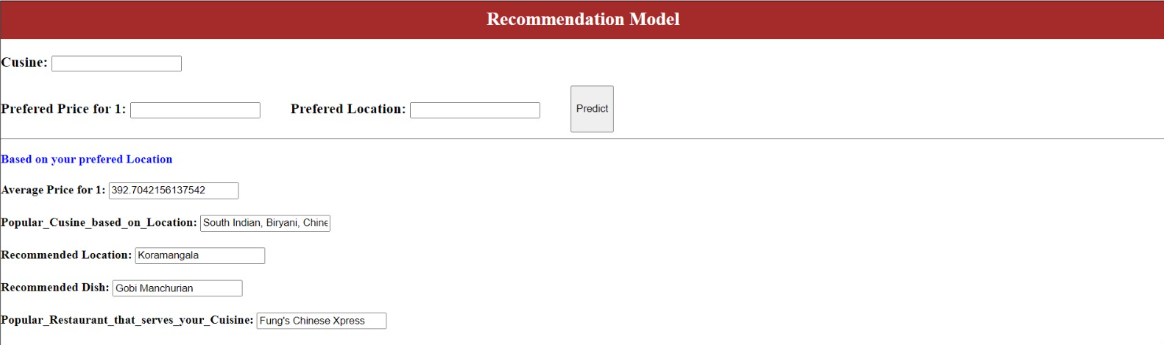 Recommendation Model
Cusine:
Prefered Price for 1: Prefered Location: Predict
Based on your prefered Location
Average Price for 1: 392.7042156137542
Popular_Cusine_based_on_Location: South Indian, Biryani, Chine
Recommended Location: Koramangala
Recommended Dish: Gobi Manchurian
Popular_Restaurant_that_serves_your_Cuisine: Fung's Chinese Xpress